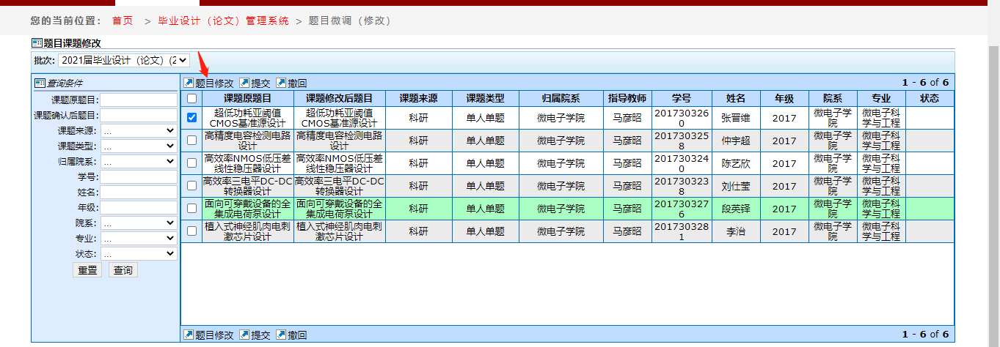 您的当前位置： 首页 > 毕业设计（论文）管理系统 > 题目微调（修改）
题目课题修改
批次: 2021届毕业设计（论文）(2
查询条件
课题原题目:
课题确认后题目:
课题来源: ...
课题类型: ...
归属院系: ...
学号:
姓名:
年级:
院系: ...
专业: ...
状态: ...
重置 查询
题目修改 提交 撤回 1 - 6 of 6
课题原题目 课题修改后题目 课题来源 课题类型 归属院系 指导教师 学号 姓名 年级 院系 专业 状态
超低功耗亚阈值 超低功耗亚阈值 科研 单人单题 微电子学院 马彦昭 201730326 张晋维 2017 微电子学 微电子科
CMOS基准源设计 CMOS基准源设计 0 院 学与工程
高精度电容检测电路 高精度电容检测电路 科研 单人单题 微电子学院 马彦昭 201730325 仲宇超 2017 微电子学 微电子科
设计 设计 8 院 学与工程
高效率NMOS低压差 高效率NMOS低压差 科研 单人单题 微电子学院 马彦昭 201730324 陈艺欣 2017 微电子学 微电子科
线性稳压器设计 线性稳压器设计 0 院 学与工程
高效率三电平DC-DC 高效率三电平DC-DC 科研 单人单题 微电子学院 马彦昭 201730323 刘仕莹 2017 微电子学 微电子科
转换器设计 转换器设计 8 院 学与工程
面向可穿戴设备的全 面向可穿戴设备的全 科研 单人单题 微电子学院 马彦昭 201730327 段英铎 2017 微电子学 微电子科
集成电荷泵设计 集成电荷泵设计 6 院 学与工程
植入式神经肌肉电刺 植入式神经肌肉电刺 科研 单人单题 微电子学院 马彦昭 201730328 李治 2017 微电子学 微电子科
激芯片设计 激芯片设计 1 院 学与工程
题目修改 提交 撤回 1 - 6 of 6